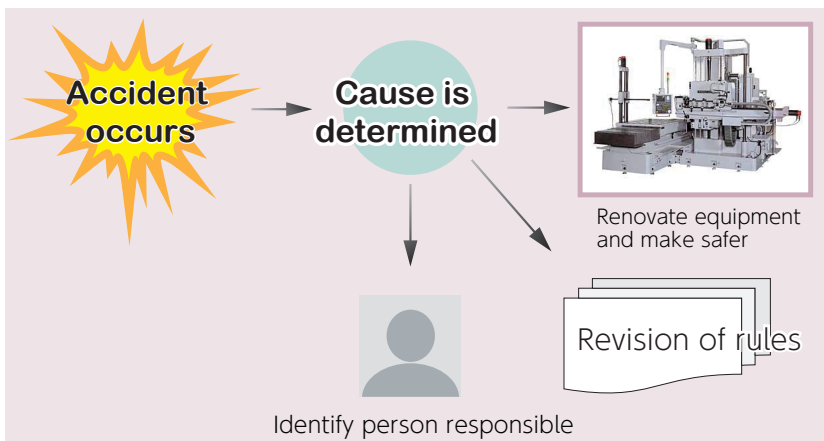 Accident
occurs
Cause is
determined
Renovate equipment
and make safer
Revision of rules
Identify person responsible